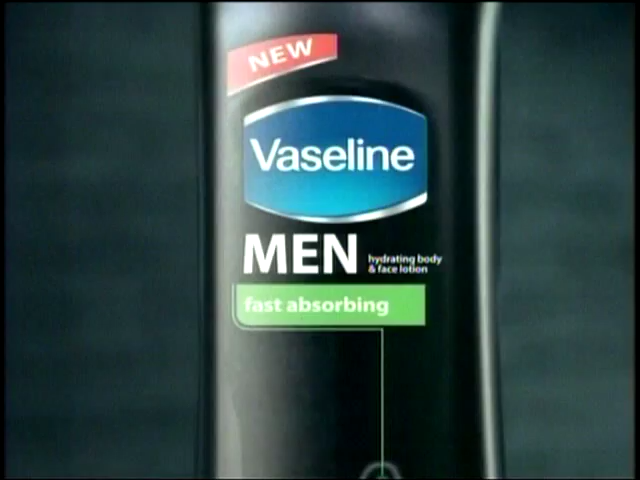 NEW
Vaseline
MEN
hydrating body
& face lotion
fast absorbing